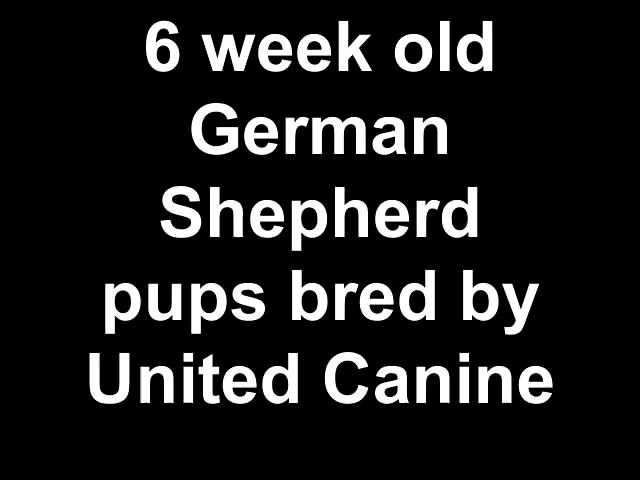 6 week old
German
Shepherd
pups bred by
United Canine